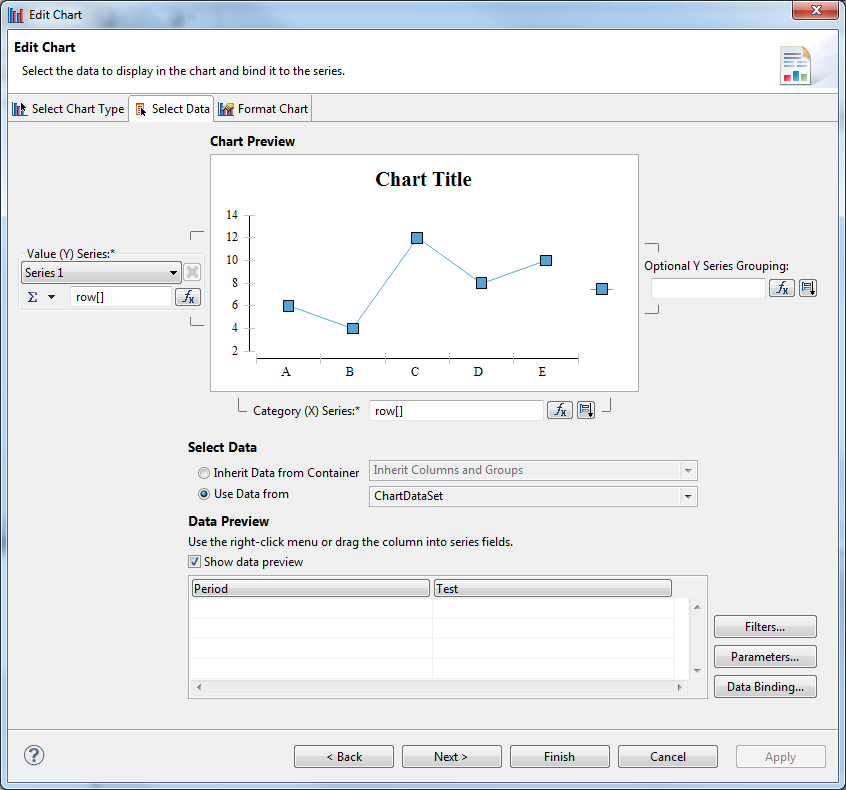 Edit Chart
Edit Chart
Select the data to display in the chart and bind it to the series.
Select Chart Type
Select Data
Format Chart
Chart Preview
Chart Title
14
12
10
8
6
4
2
A B C D E
Value (Y) Series:*
Series 1
Σ
row[]
fx
Optional Y Series Grouping:
fx
Category (X) Series:*
row[]
fx
Select Data
Inherit Data from Container
Inherit Columns and Groups
Use Data from
ChartDataSet
Data Preview
Use the right-click menu or drag the column into series fields.
Show data preview
Period
Test
Filters...
Parameters...
Data Binding...
?
< Back
Next >
Finish
Cancel
Apply